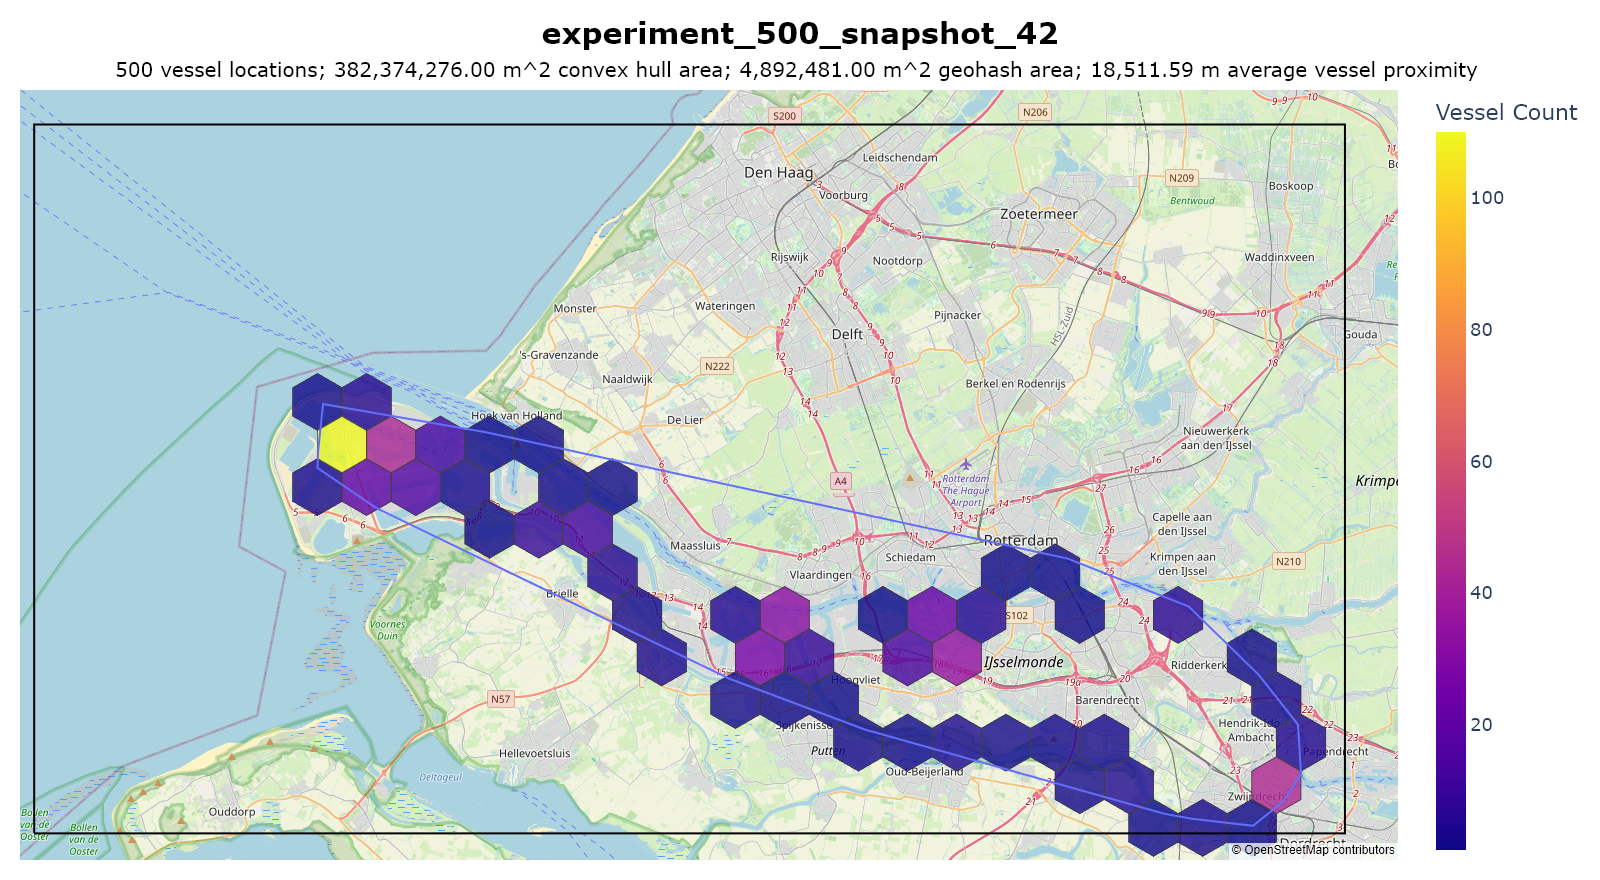 experiment_500_snapshot_42
500 vessel locations; 382,374,276.00 m^2 convex hull area; 4,892,481.00 m^2 geohash area; 18,511.59 m average vessel proximity
Vessel Count
100
80
60
40
20
S200
N206
Den Haag
Leidschendam
Voorburg
N209
Boskoop
Bentwoud
Zoetermeer
Rijswijk
Nootdorp
Waddinxveen
Monster
Wateringen
Pijnacker
HSL-Zuid
Delft
Gouda
's-Gravenzande
N222
Naaldwijk
Berkel en Rodenrijs
Hoek van Holland
De Lier
Nieuwerkerk
aan den IJssel
A4
Rotterdam
The Hague
Airport
Krimpe
Capelle aan
den IJssel
Maassluis
Schiedam
Rotterdam
Krimpen aan
den IJssel
N210
Vlaardingen
Brielle
S102
Voornes
Duin
IJsselmonde
Ridderkerk
Hoogvliet
N57
Barendrecht
Spijkenisse
Hendrik-Ido-
Ambacht
Hellevoetsluis
Putten
Papendrecht
Oud-Beijerland
Deltageul
Zwijndrecht
Ouddorp
Bollen
van de
Ooster
Bollen
van de
Ooster
Dordrecht
© OpenStreetMap contributors